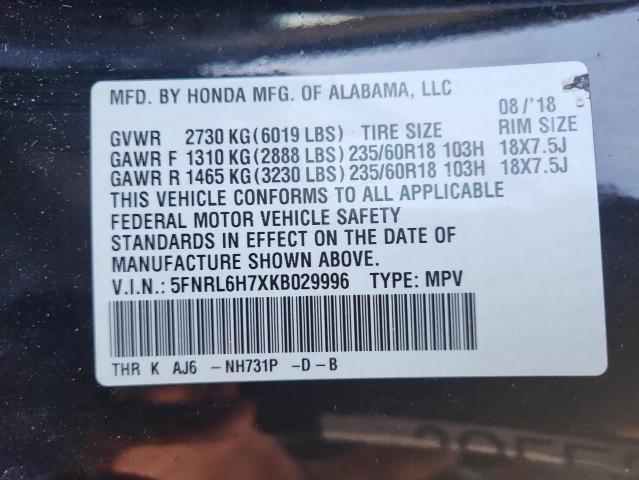 MFD. BY HONDA MFG. OF ALABAMA, LLC 08/'18
GVWR 2730 KG(6019 LBS) TIRE SIZE RIM SIZE
GAWR F 1310 KG(2888 LBS) 235/60R18 103H 18X7.5J
GAWR R 1465 KG(3230 LBS) 235/60R18 103H 18X7.5J
THIS VEHICLE CONFORMS TO ALL APPLICABLE
FEDERAL MOTOR VEHICLE SAFETY
STANDARDS IN EFFECT ON THE DATE OF
MANUFACTURE SHOWN ABOVE.
V.I.N.: 5FNRL6H7XKB029996 TYPE: MPV
THR K AJ6 -NH731P -D-B